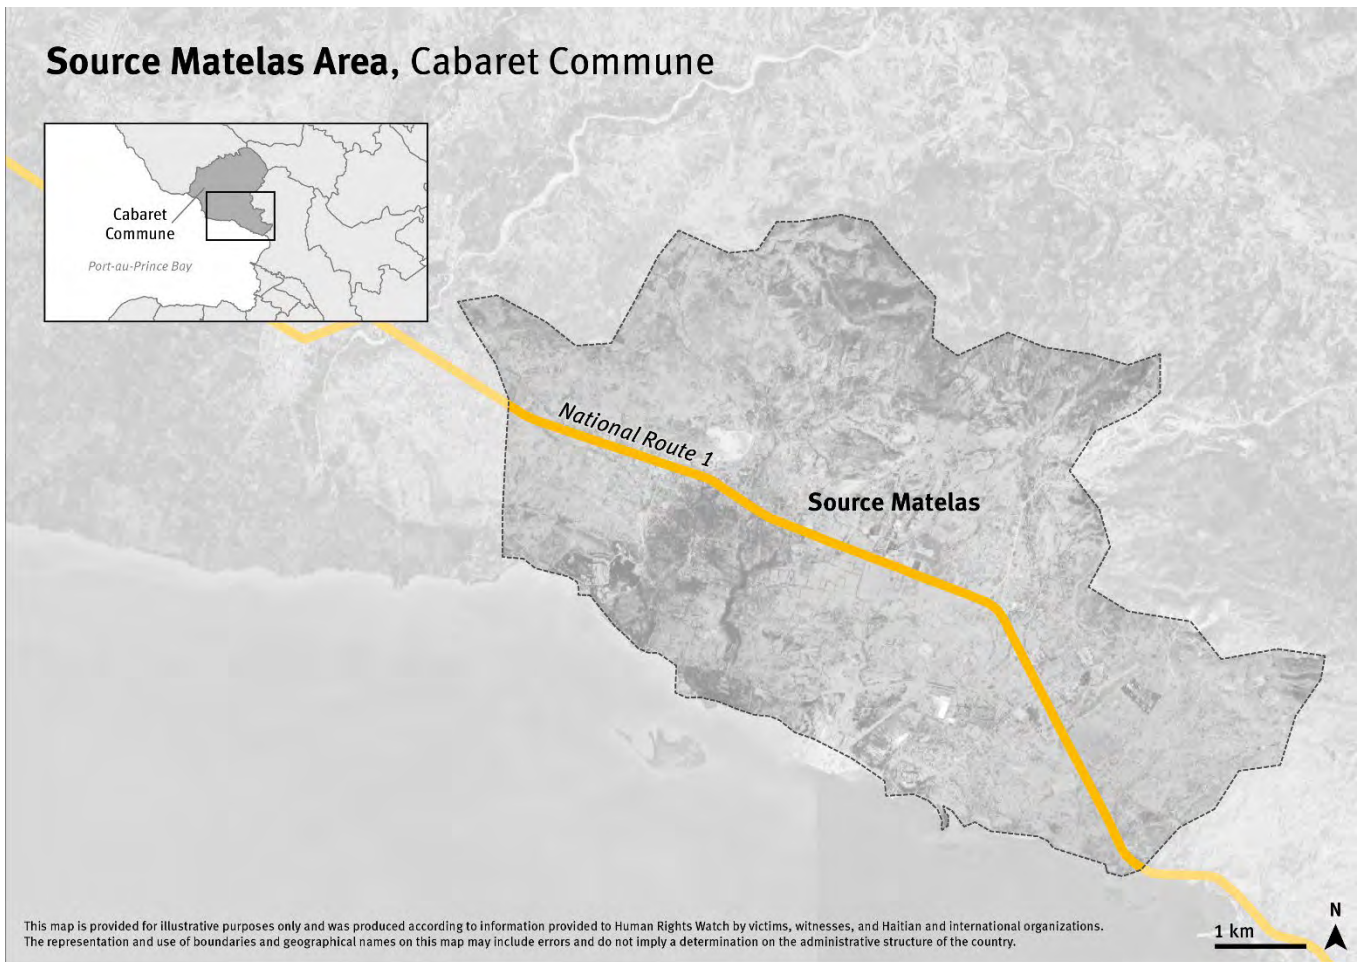 Source Matelas Area, Cabaret Commune
Cabaret
Commune
Port-au-Prince Bay
National Route 1
Source Matelas
This map is provided for illustrative purposes only and was produced according to information provided to Human Rights Watch by victims, witnesses, and Haitian and international organizations.
The representation and use of boundaries and geographical names on this map may include errors and do not imply a determination on the administrative structure of the country.
1 km
N